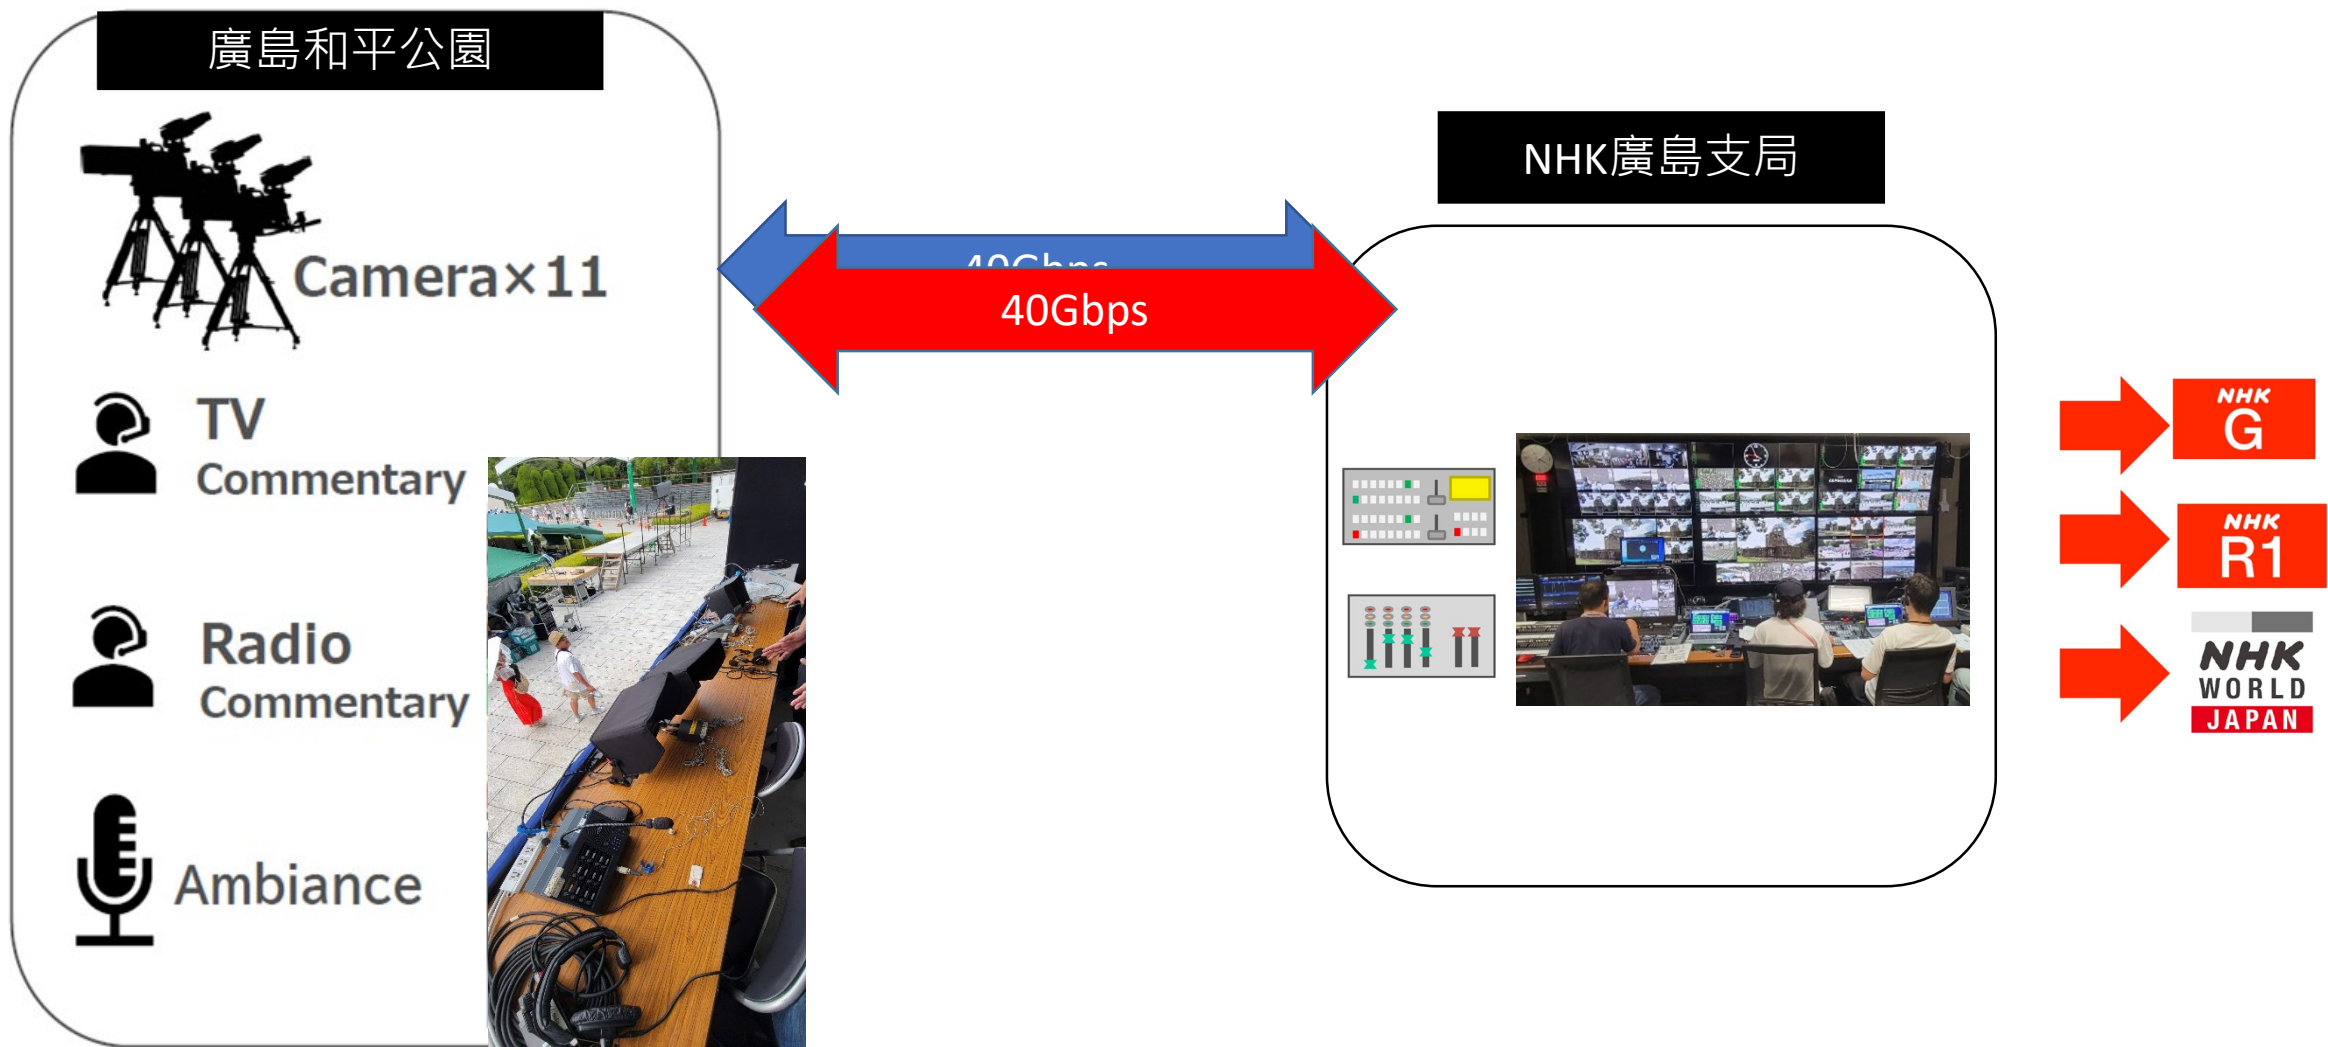 廣島和平公園
Camera×11
TV
Commentary
Radio
Commentary
Ambiance
40Gbps
40Gbps
NHK廣島支局
NHK
G
NHK
R1
NHK
WORLD
JAPAN